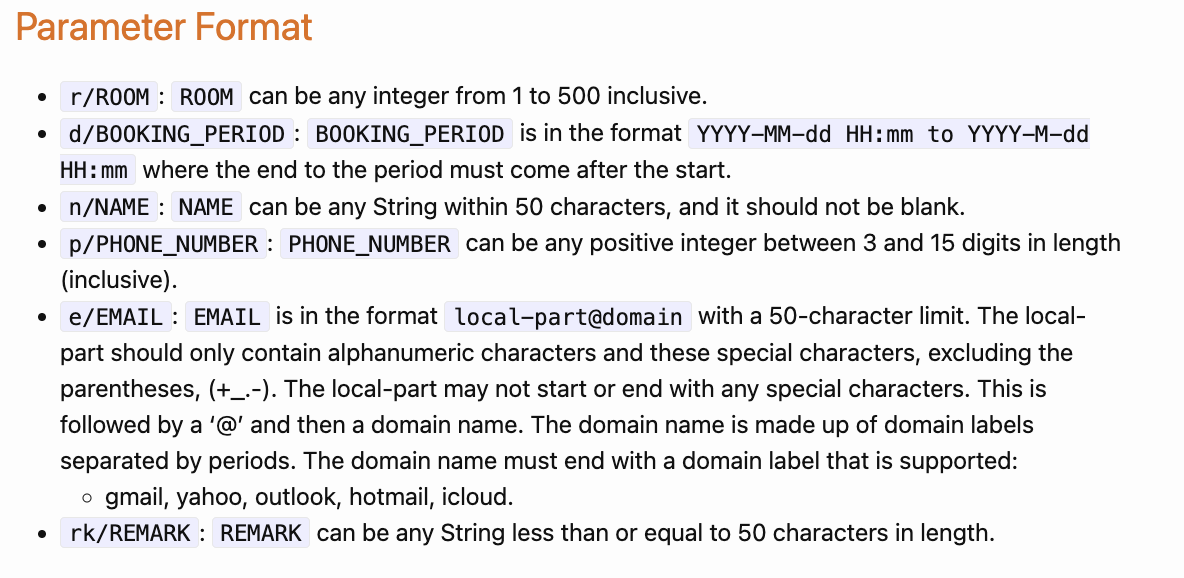 Parameter Format
• r/ROOM : ROOM can be any integer from 1 to 500 inclusive.
• d/BOOKING_PERIOD : BOOKING_PERIOD is in the format YYYY-MM-dd HH:mm to YYYY-M-dd
HH:mm where the end to the period must come after the start.
• n/NAME : NAME can be any String within 50 characters, and it should not be blank.
• p/PHONE_NUMBER : PHONE_NUMBER can be any positive integer between 3 and 15 digits in length
(inclusive).
• e/EMAIL : EMAIL is in the format local-part@domain with a 50-character limit. The local-
part should only contain alphanumeric characters and these special characters, excluding the
parentheses, (+_.-). The local-part may not start or end with any special characters. This is
followed by a ‘@’ and then a domain name. The domain name is made up of domain labels
separated by periods. The domain name must end with a domain label that is supported:
◦ gmail, yahoo, outlook, hotmail, icloud.
• rk/REMARK : REMARK can be any String less than or equal to 50 characters in length.